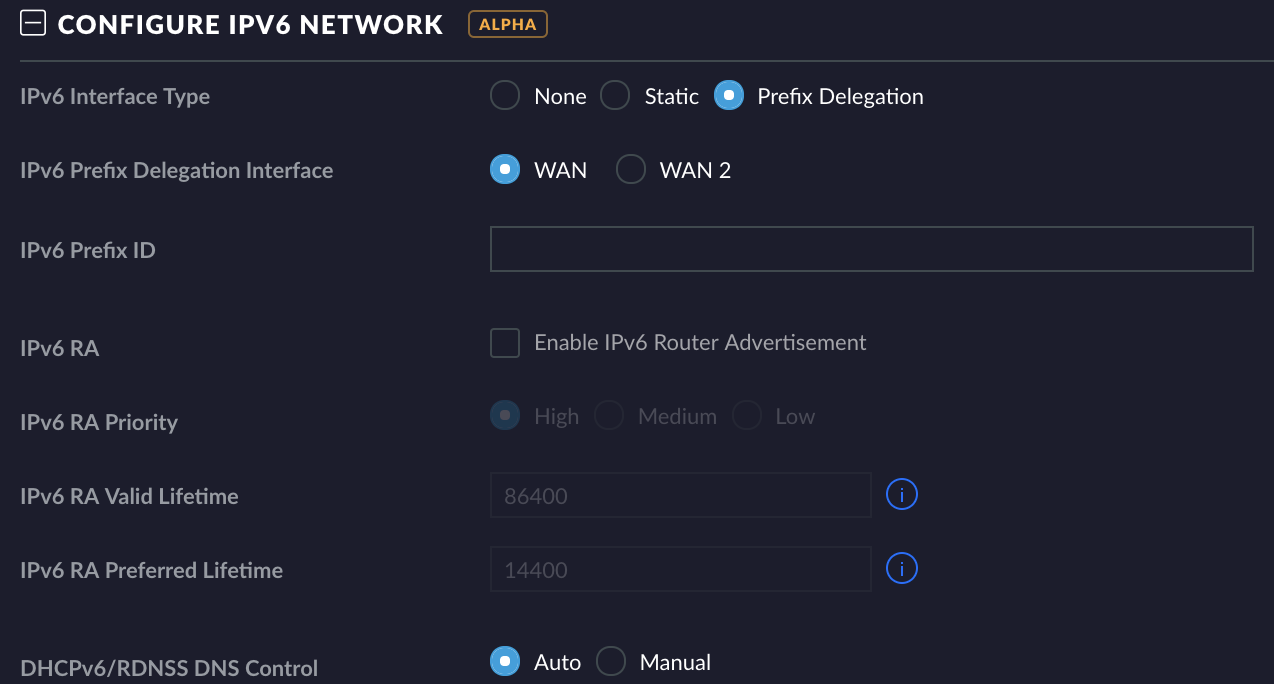 CONFIGURE IPV6 NETWORK ALPHA
IPv6 Interface Type None Static Prefix Delegation
IPv6 Prefix Delegation Interface WAN WAN 2
IPv6 Prefix ID
IPv6 RA Enable IPv6 Router Advertisement
IPv6 RA Priority High Medium Low
IPv6 RA Valid Lifetime 86400 i
IPv6 RA Preferred Lifetime 14400 i
DHCPv6/RDNSS DNS Control Auto Manual